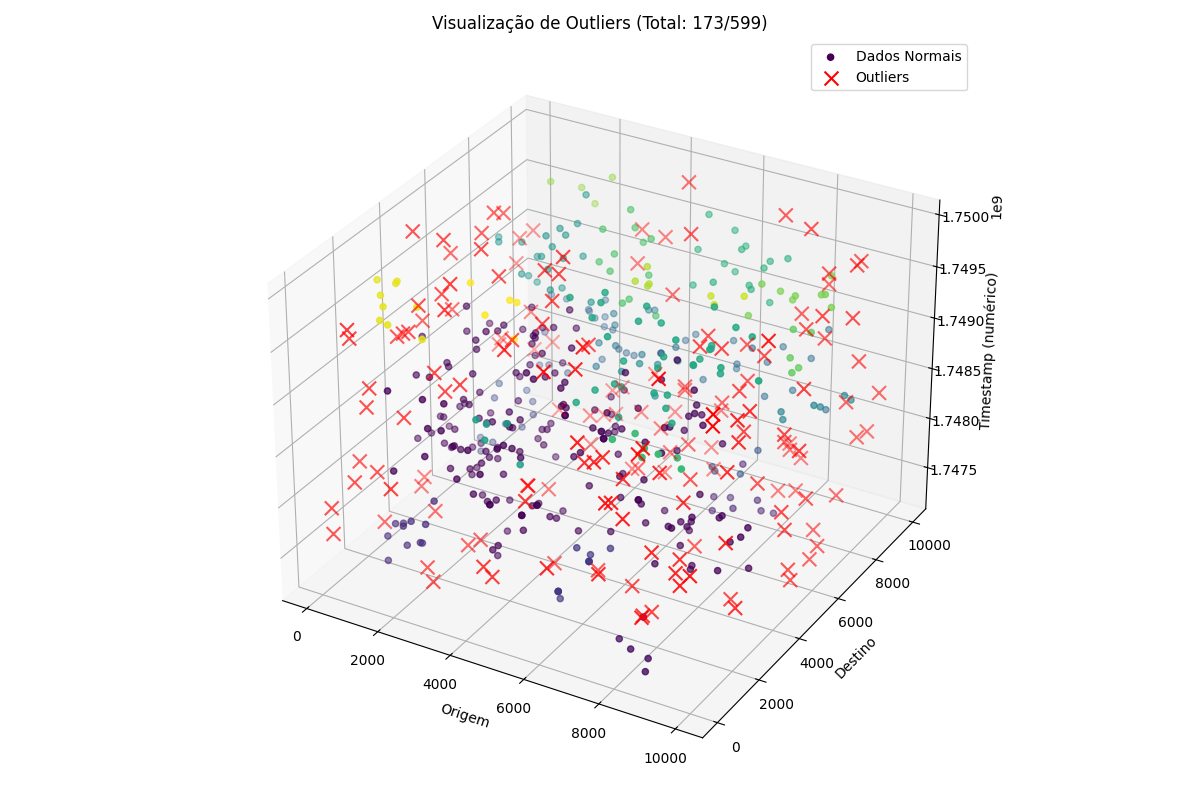 Visualização de Outliers (Total: 173/599)
Dados Normais
Outliers
1e9
1.7500
1.7495
1.7490
1.7485
1.7480
1.7475
Timestamp (numérico)
10000
8000
6000
4000
2000
0
Destino
0
2000
4000
6000
8000
10000
Origem